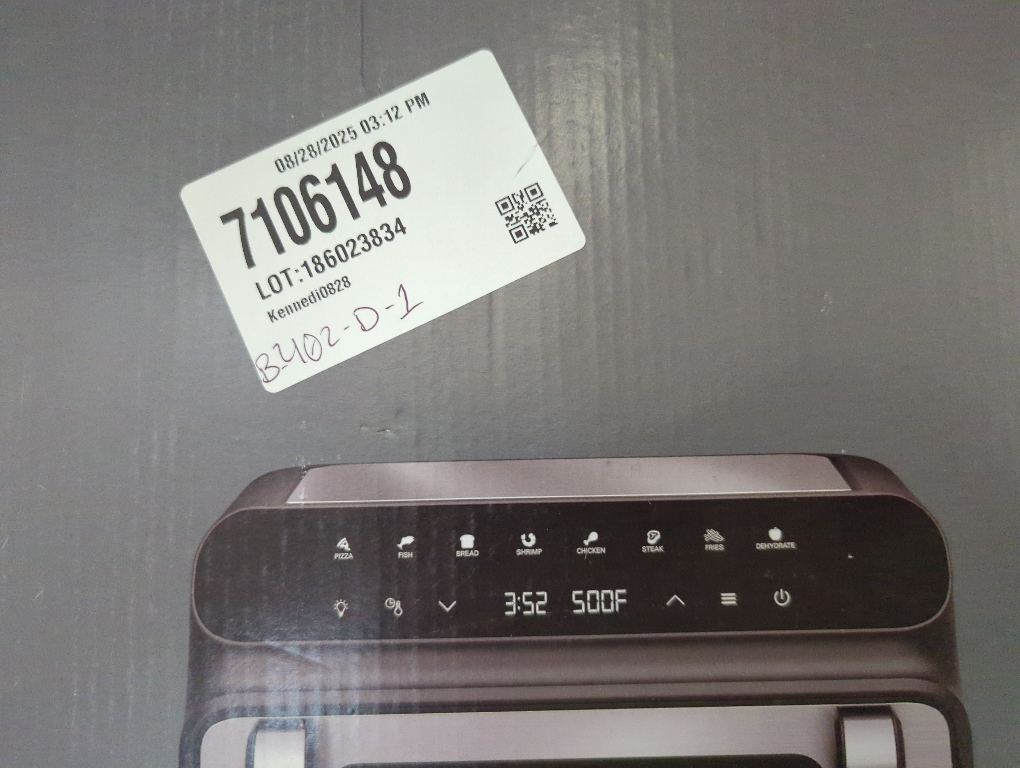 08/28/2025 03:12 PM
7106148
LOT:186023834
Kennedi0828
B-402-D-1
PIZZA FISH BREAD SHRIMP CHICKEN STEAK FRIES DEHYDRATE
3:52 500F